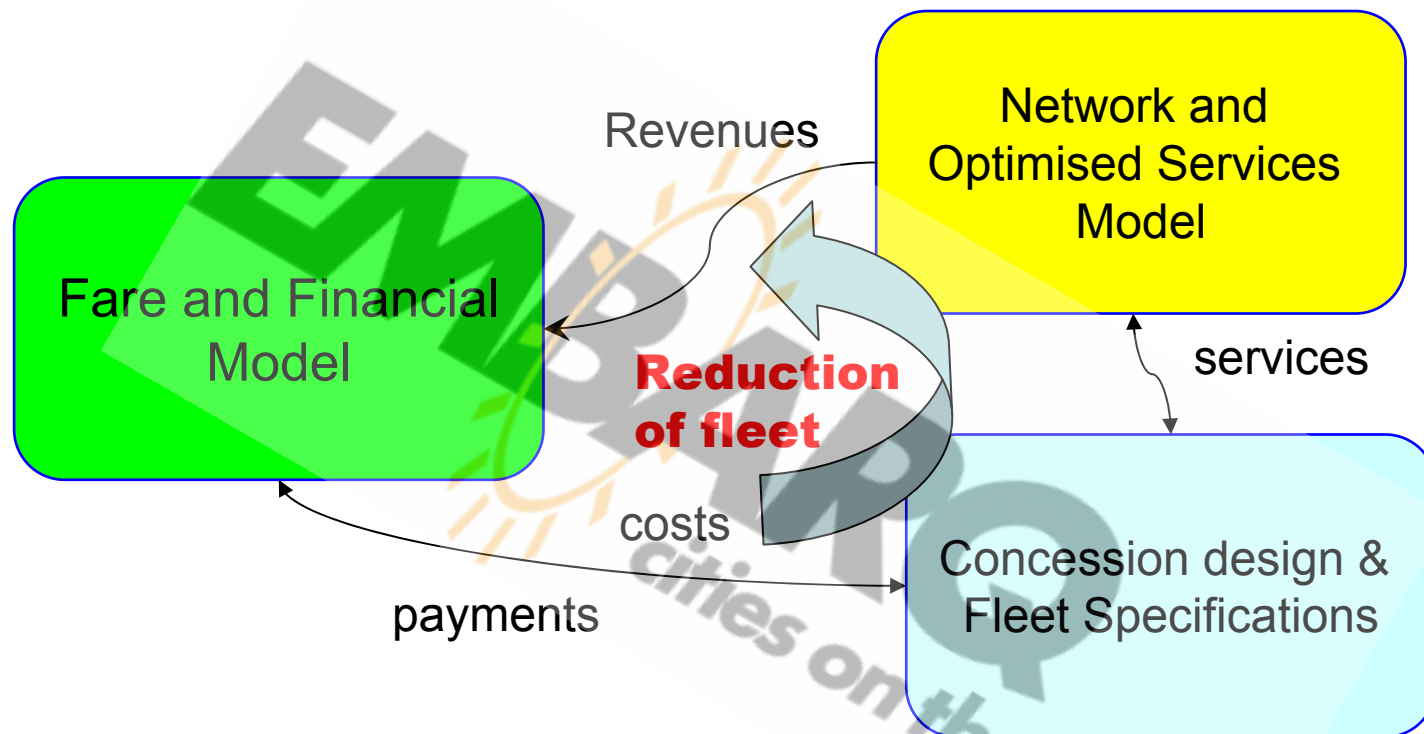 Network and
Optimised Services
Model
Revenues
Fare and Financial
Model
services
Reduction
of fleet
costs
Concession design &
Fleet Specifications
payments
EMBARQ
cities on th